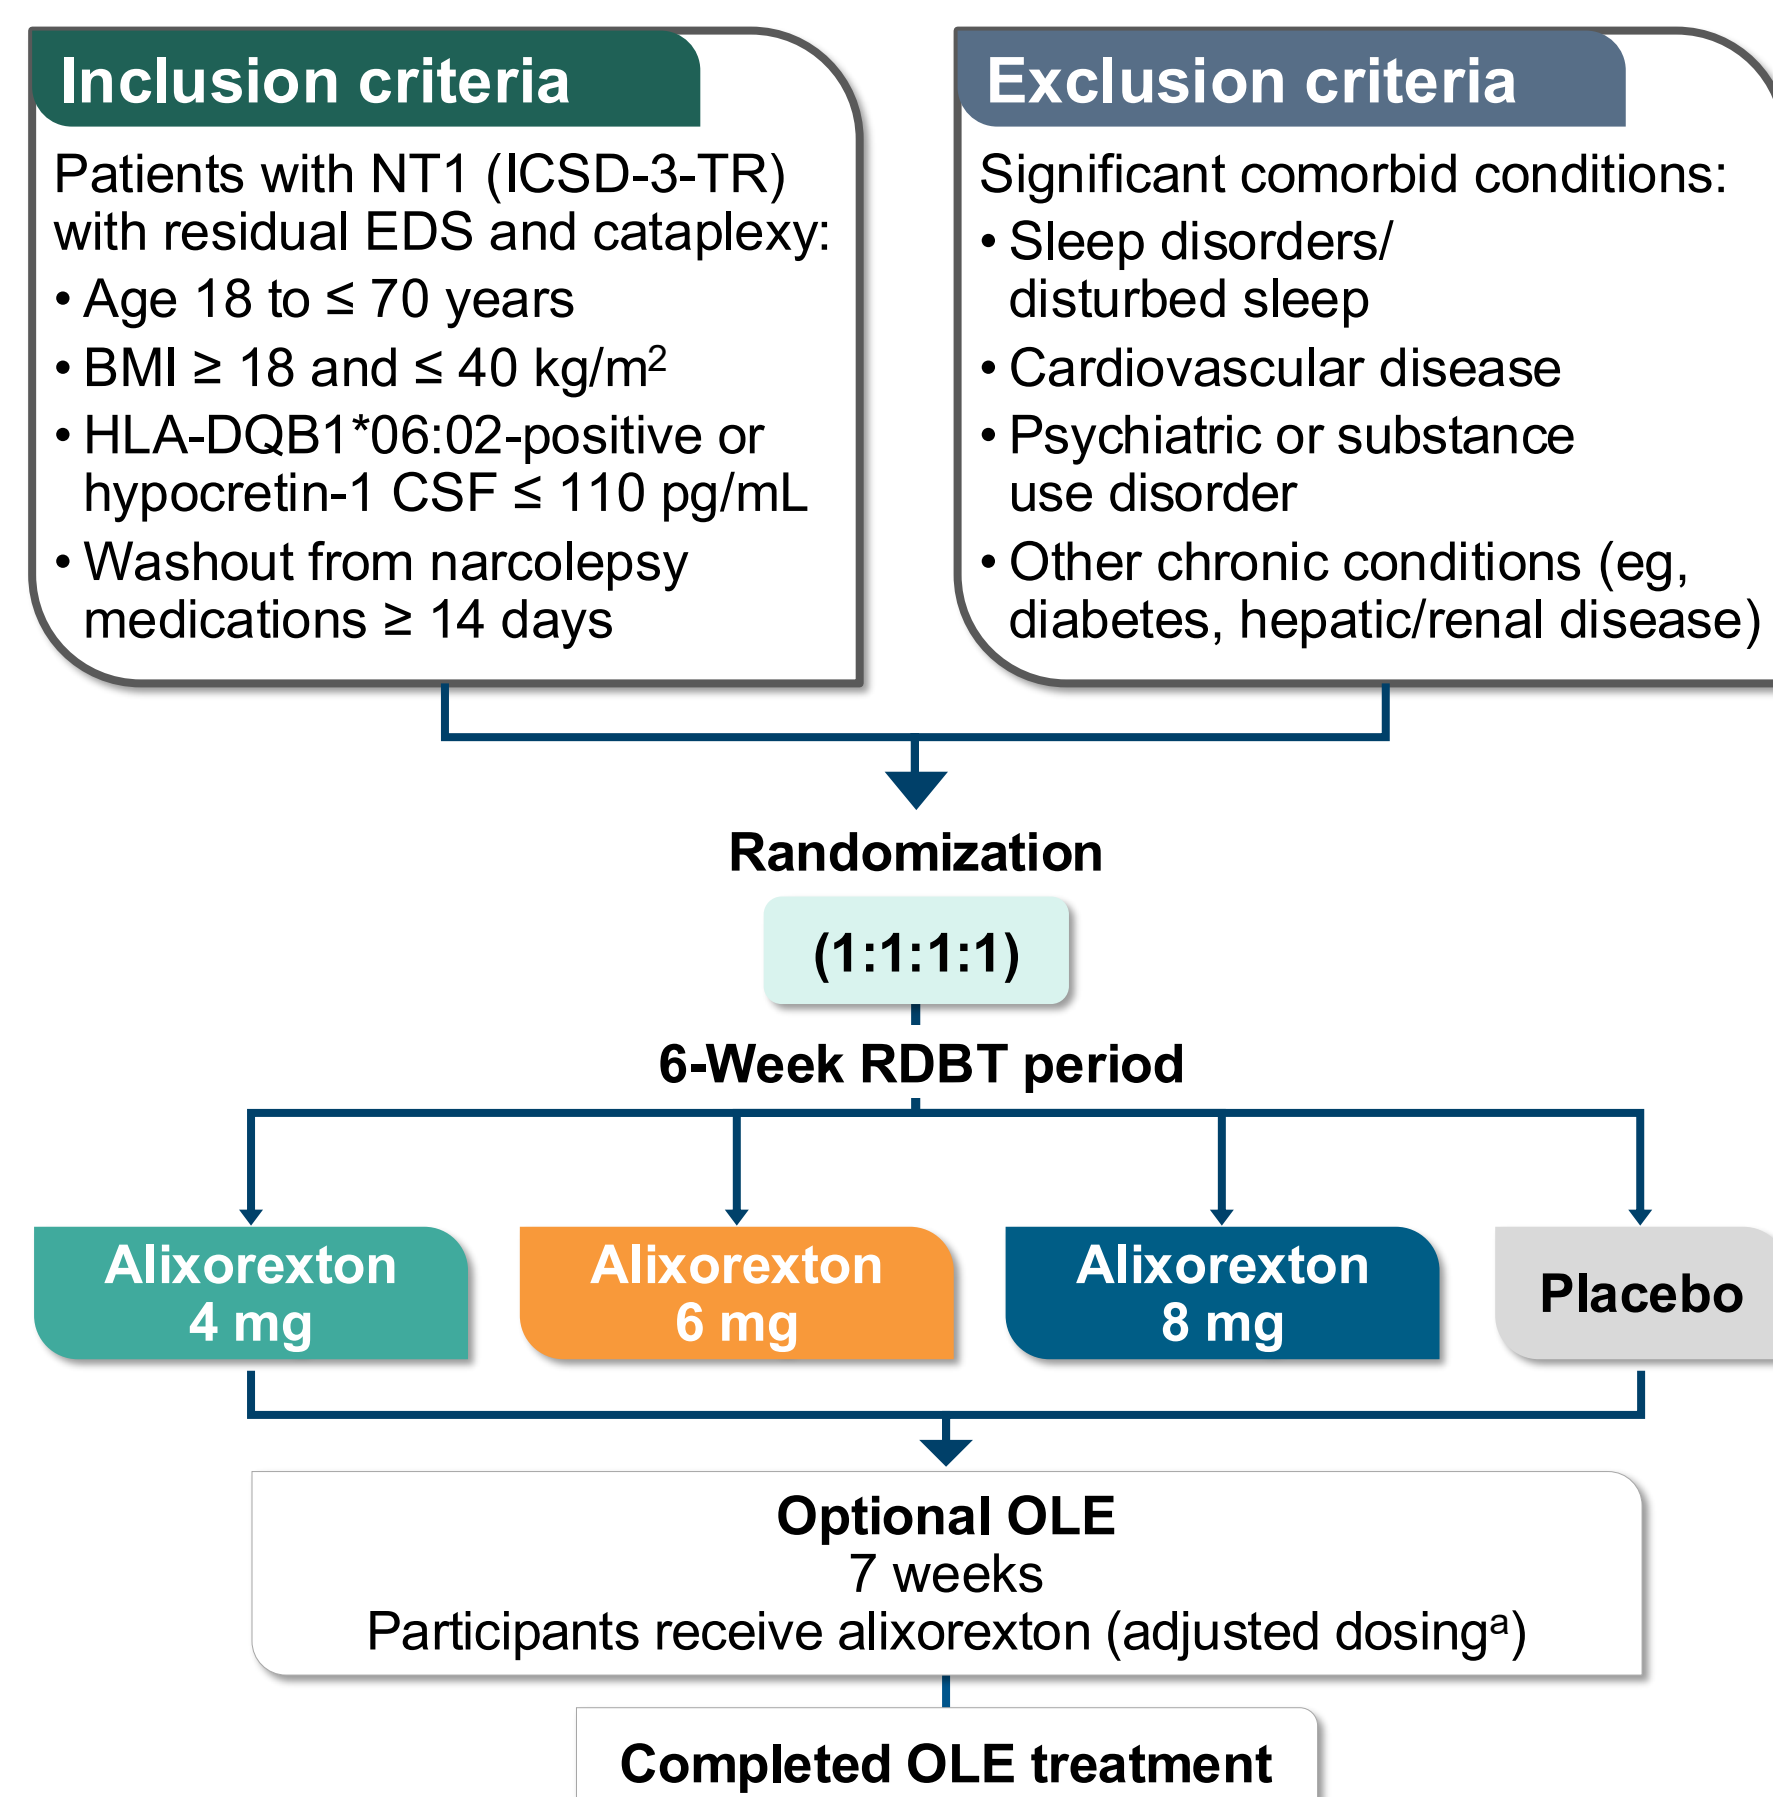 Inclusion criteria
Patients with NT1 (ICSD-3-TR)
with residual EDS and cataplexy:
• Age 18 to ≤ 70 years
• BMI ≥ 18 and ≤ 40 kg/m²
• HLA-DQB1*06:02-positive or
hypocretin-1 CSF ≤ 110 pg/mL
• Washout from narcolepsy
medications ≥ 14 days
Exclusion criteria
Significant comorbid conditions:
• Sleep disorders/
disturbed sleep
• Cardiovascular disease
• Psychiatric or substance
use disorder
• Other chronic conditions (eg,
diabetes, hepatic/renal disease)
Randomization
(1:1:1:1)
6-Week RDBT period
Alixorexton
4 mg
Alixorexton
6 mg
Alixorexton
8 mg
Placebo
Optional OLE
7 weeks
Participants receive alixorexton (adjusted dosingᵃ)
Completed OLE treatment